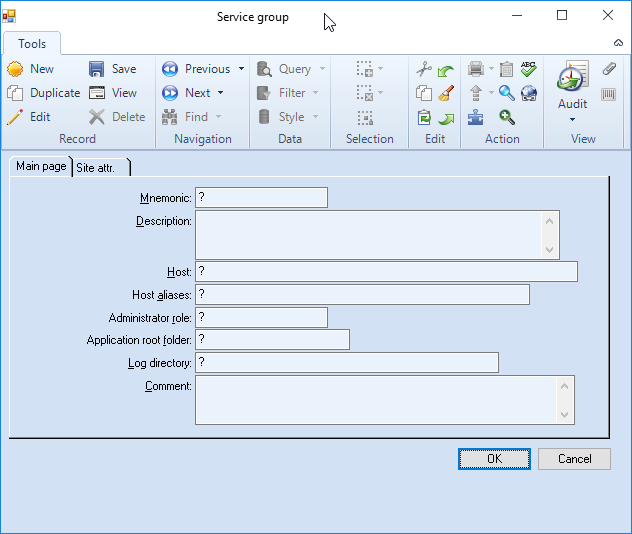 Service group
Tools
New Save Previous Query Audit
Duplicate View Next Filter
Edit Delete Find Style
Record Navigation Data Selection Edit Action View
Main page Site attr.
Mnemonic: ?
Description:
Host: ?
Host aliases: ?
Administrator role: ?
Application root folder: ?
Log directory: ?
Comment:
OK Cancel